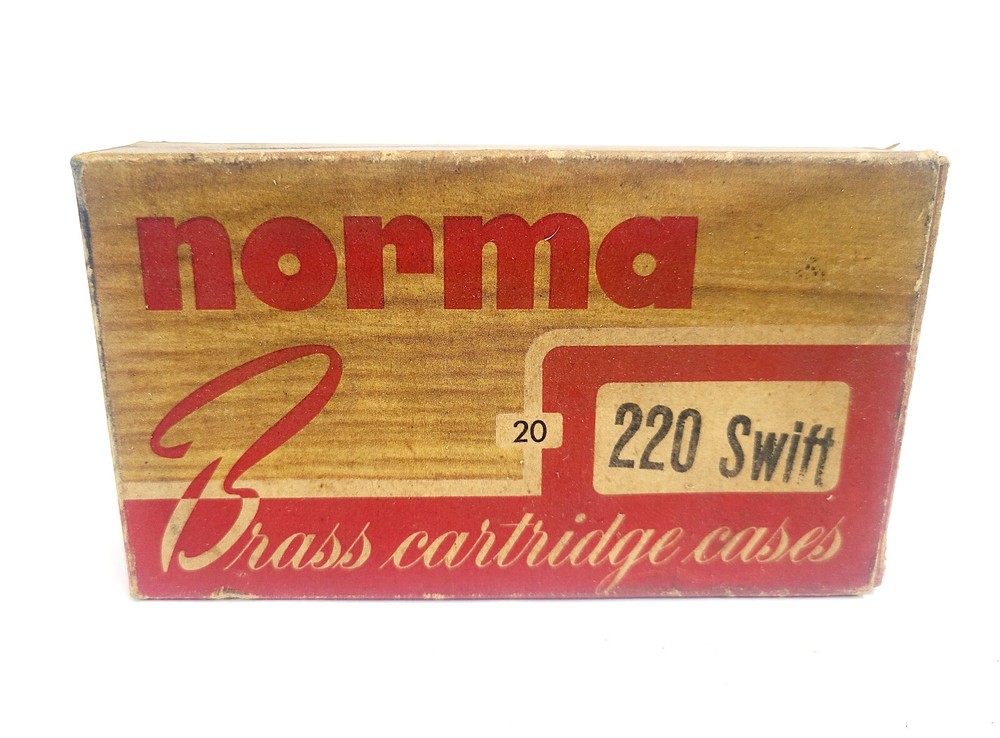 norma
20
220 Swift
Brass cartridge cases